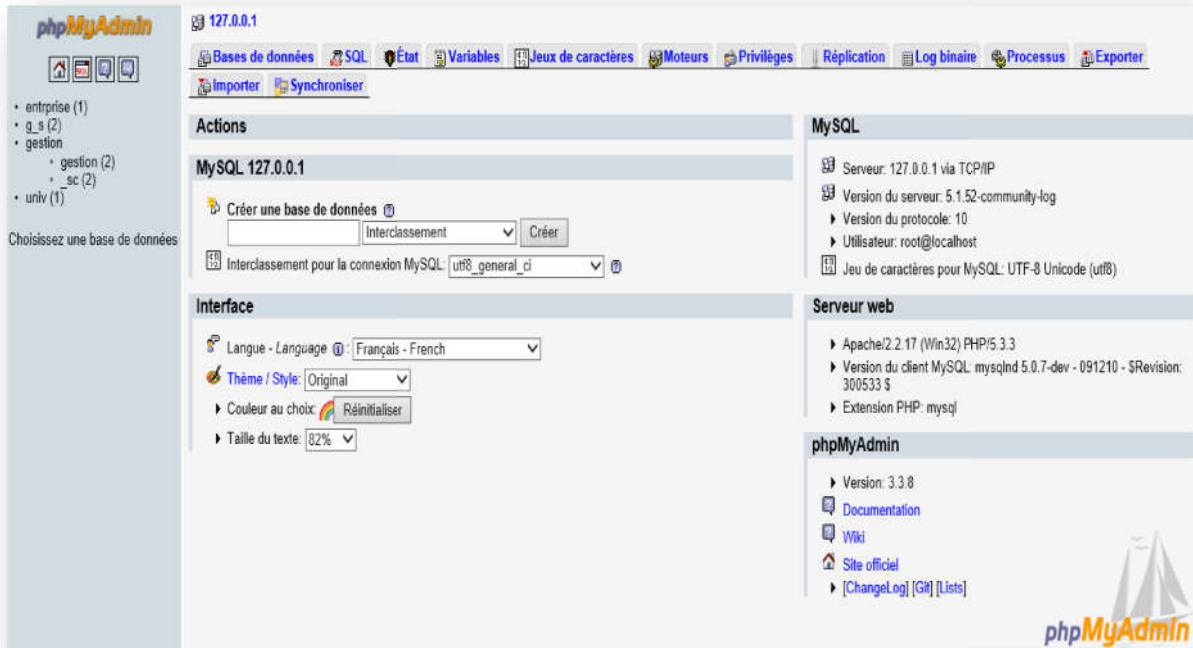 phpMyAdmin
entrprise (1)
g_s (2)
gestion
gestion (2)
_sc (2)
univ (1)
Choisissez une base de données
127.0.0.1
Bases de données SQL État Variables Jeux de caractères Moteurs Privilèges Réplication Log binaire Processus Exporter
Importer Synchroniser
Actions
MySQL 127.0.0.1
Créer une base de données
Interclassement Créer
Interclassement pour la connexion MySQL: utf8_general_ci
Interface
Langue - Language : Français - French
Thème / Style: Original
Couleur au choix: Réinitialiser
Taille du texte: 82%
MySQL
Serveur: 127.0.0.1 via TCP/IP
Version du serveur: 5.1.52-community-log
Version du protocole: 10
Utilisateur: root@localhost
Jeu de caractères pour MySQL: UTF-8 Unicode (utf8)
Serveur web
Apache/2.2.17 (Win32) PHP/5.3.3
Version du client MySQL: mysqlnd 5.0.7-dev - 091210 - $Revision:
300533 $
Extension PHP: mysql
phpMyAdmin
Version: 3.3.8
Documentation
Wiki
Site officiel
[ChangeLog] [Git] [Lists]
phpMyAdmin